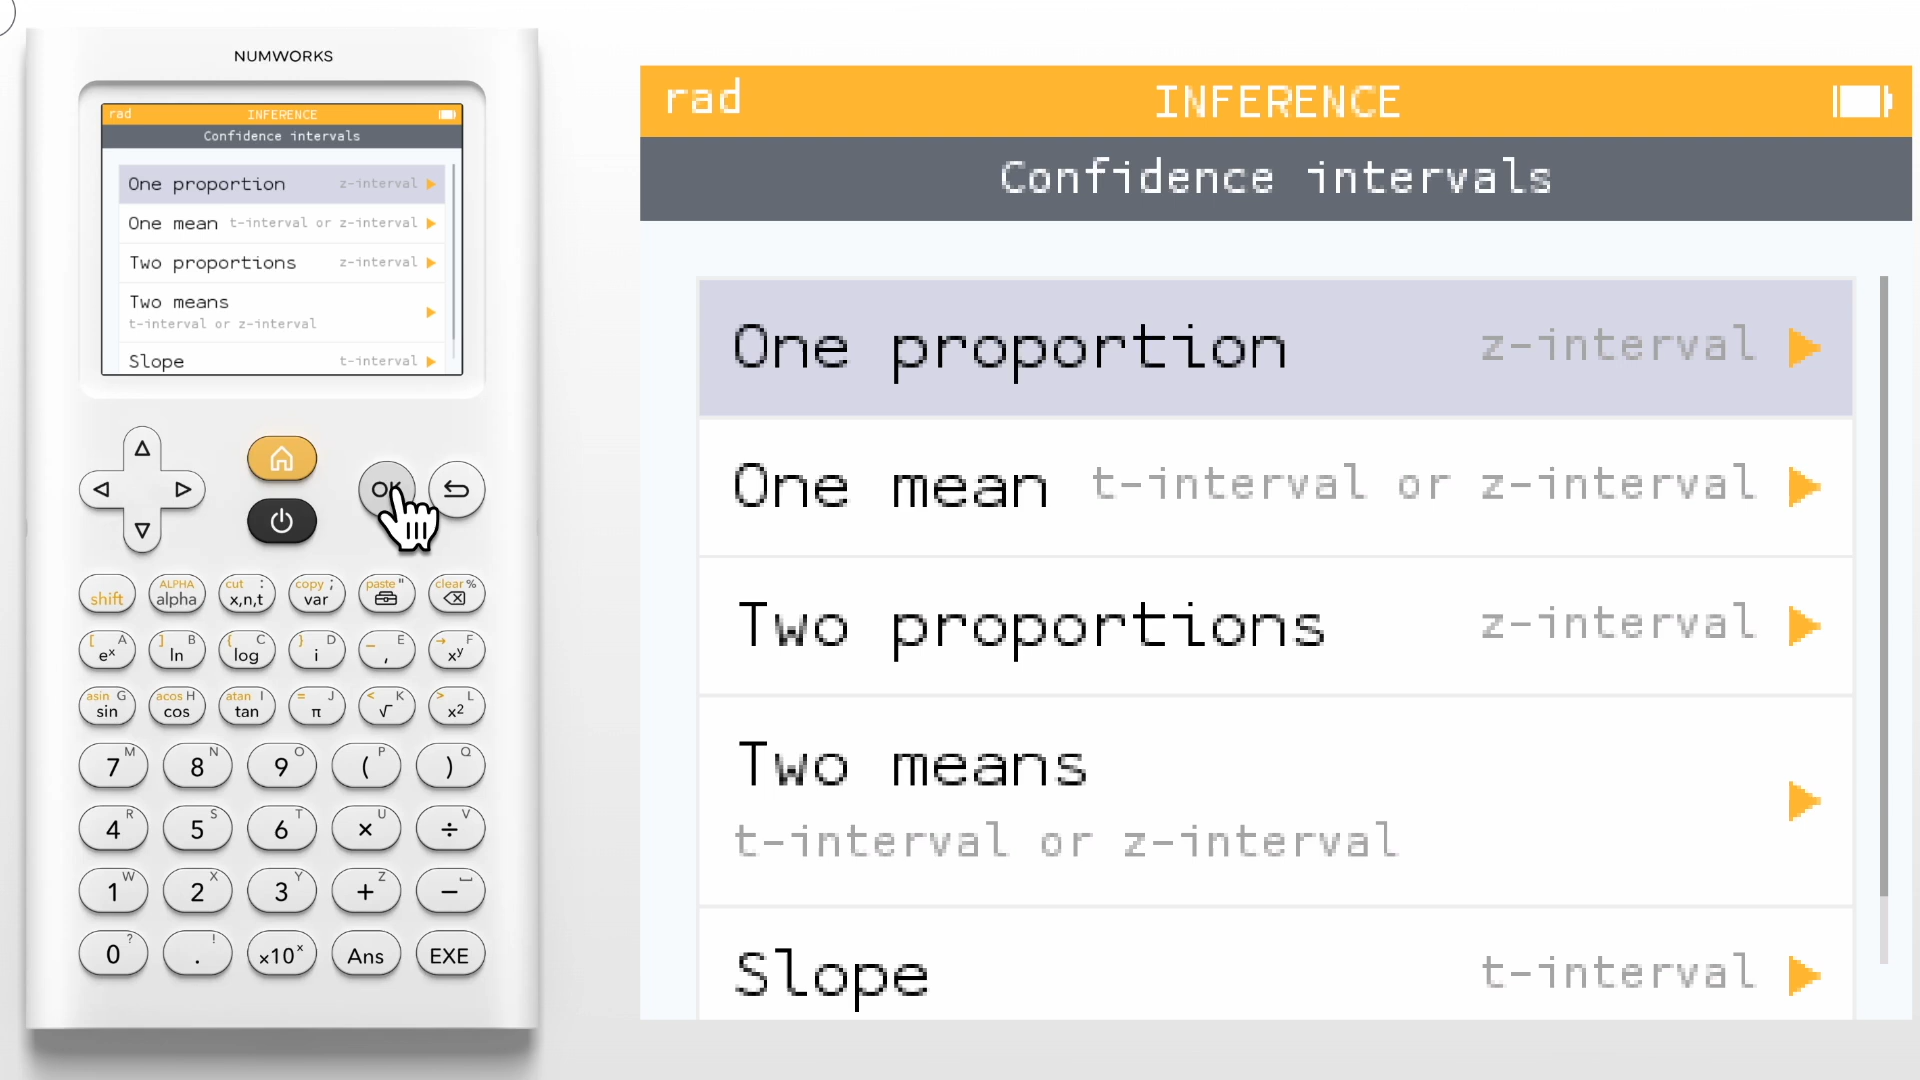 NUMWORKS
rad INFERENCE
Confidence intervals
One proportion z-interval
One mean t-interval or z-interval
Two proportions z-interval
Two means
t-interval or z-interval
Slope t-interval
OK
shift ALPHA alpha cut : x,n,t copy ; var paste " clear %
[ A eˣ ] B ln { C log } D i _ E , → F xʸ
asin G sin acos H cos atan I tan = J π < K √ > L x²
M 7 N 8 O 9 P ( Q )
R 4 S 5 T 6 U × V ÷
W 1 X 2 Y 3 Z + −
? 0 ! . ×10ˣ Ans EXE
rad INFERENCE
Confidence intervals
One proportion z-interval
One mean t-interval or z-interval
Two proportions z-interval
Two means
t-interval or z-interval
Slope t-interval